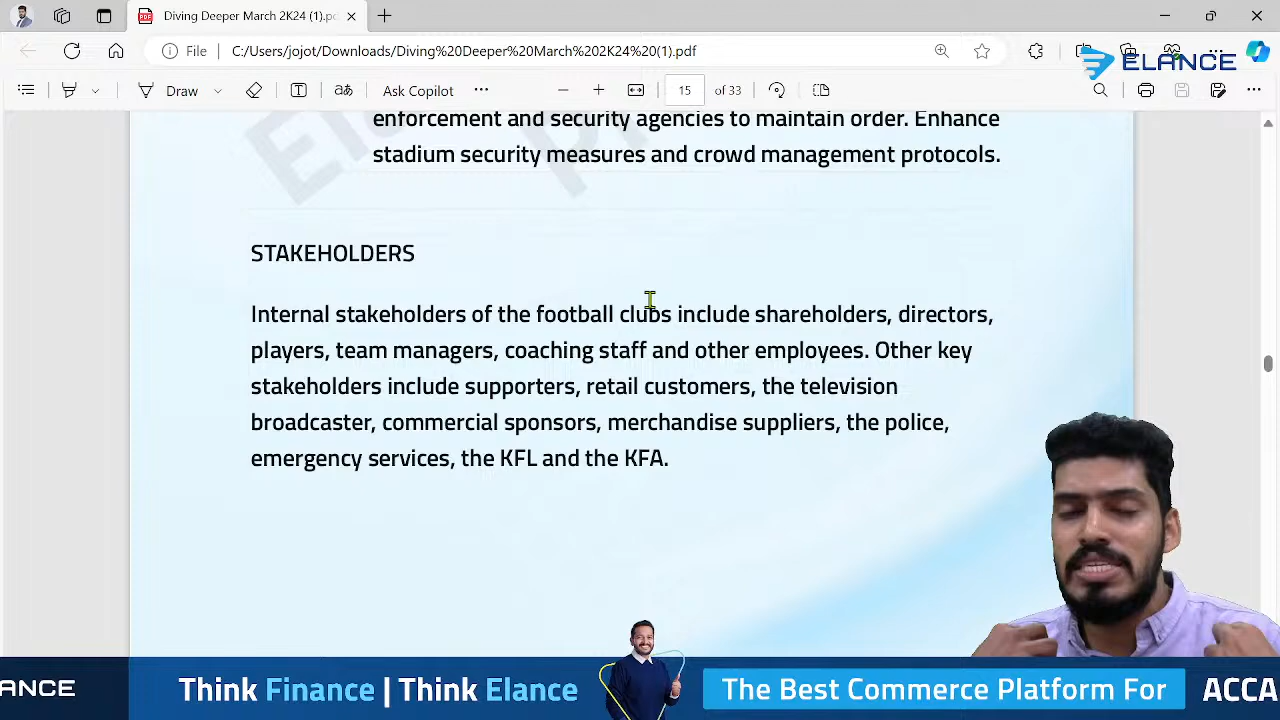 Diving Deeper March 2K24 (1).pd
File
C:/Users/jojot/Downloads/Diving%20Deeper%20March%202K24%20(1).pdf
ELANCE
Draw
Ask Copilot
15 of 33
enforcement and security agencies to maintain order. Enhance
stadium security measures and crowd management protocols.
STAKEHOLDERS
Internal stakeholders of the football clubs include shareholders, directors,
players, team managers, coaching staff and other employees. Other key
stakeholders include supporters, retail customers, the television
broadcaster, commercial sponsors, merchandise suppliers, the police,
emergency services, the KFL and the KFA.
ANCE
Think Finance | Think Elance
The Best Commerce Platform For
ACCA